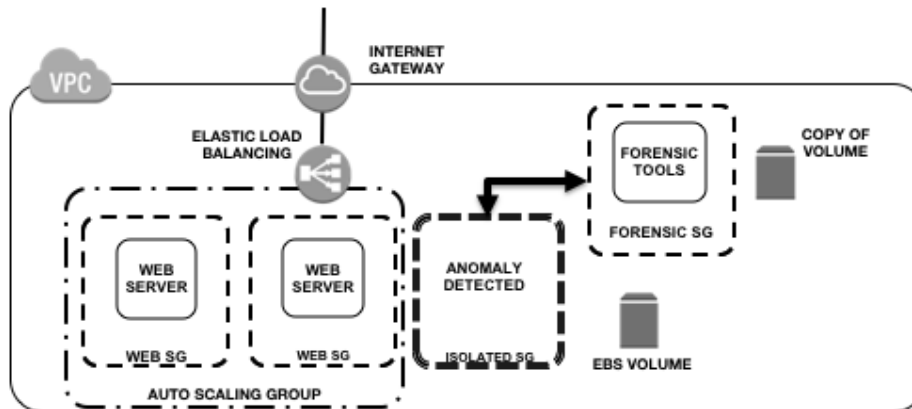 INTERNET
GATEWAY
VPC
ELASTIC LOAD
BALANCING
COPY OF
VOLUME
FORENSIC
TOOLS
FORENSIC SG
WEB
SERVER
WEB SG
WEB
SERVER
WEB SG
ANOMALY
DETECTED
ISOLATED SG
EBS VOLUME
AUTO SCALING GROUP